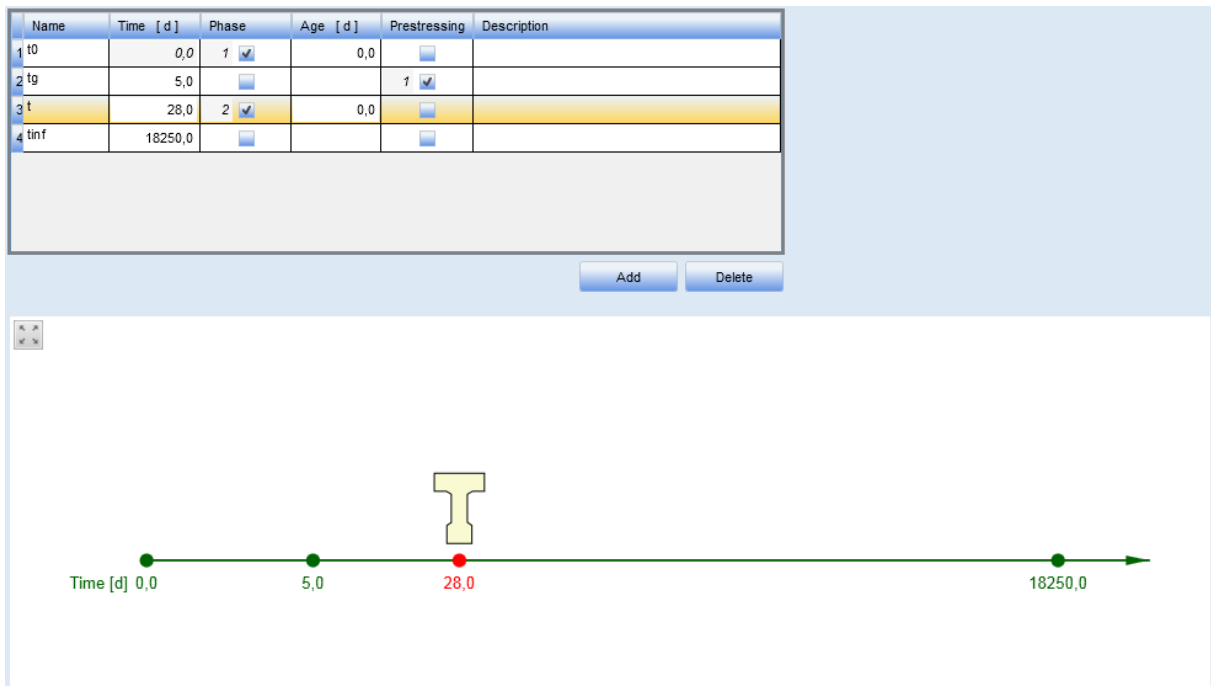 Name Time [d] Phase Age [d] Prestressing Description
1 t0 0,0 1 0,0
2 tg 5,0 1
3 t 28,0 2 0,0
4 tinf 18250,0
Add Delete
Time [d] 0,0 5,0 28,0 18250,0